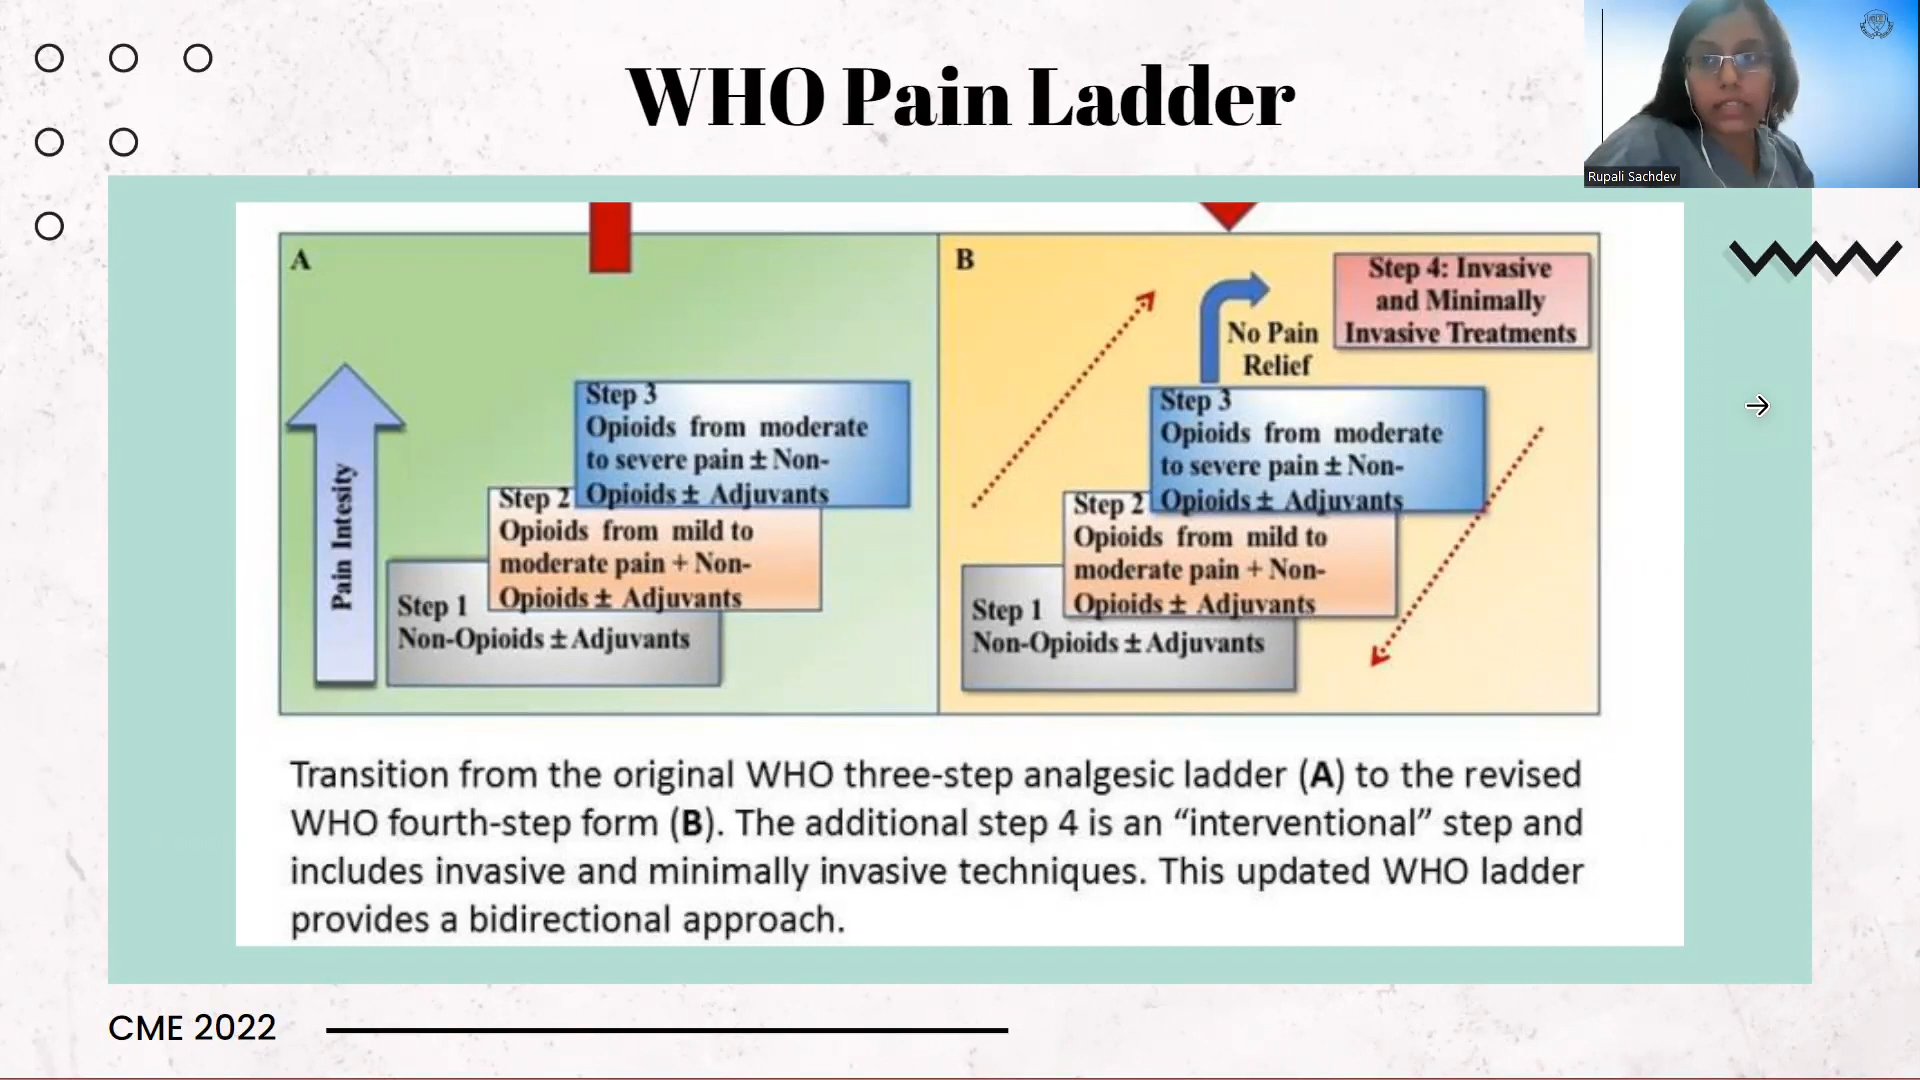 WHO Pain Ladder
Rupali Sachdev
A
Pain Intesity
Step 3
Opioids from moderate
to severe pain ± Non-
Opioids ± Adjuvants
Step 2
Opioids from mild to
moderate pain + Non-
Opioids ± Adjuvants
Step 1
Non-Opioids ± Adjuvants
B
Step 4: Invasive
and Minimally
Invasive Treatments
No Pain
Relief
Step 3
Opioids from moderate
to severe pain ± Non-
Opioids ± Adjuvants
Step 2
Opioids from mild to
moderate pain + Non-
Opioids ± Adjuvants
Step 1
Non-Opioids ± Adjuvants
Transition from the original WHO three-step analgesic ladder (A) to the revised
WHO fourth-step form (B). The additional step 4 is an “interventional” step and
includes invasive and minimally invasive techniques. This updated WHO ladder
provides a bidirectional approach.
CME 2022